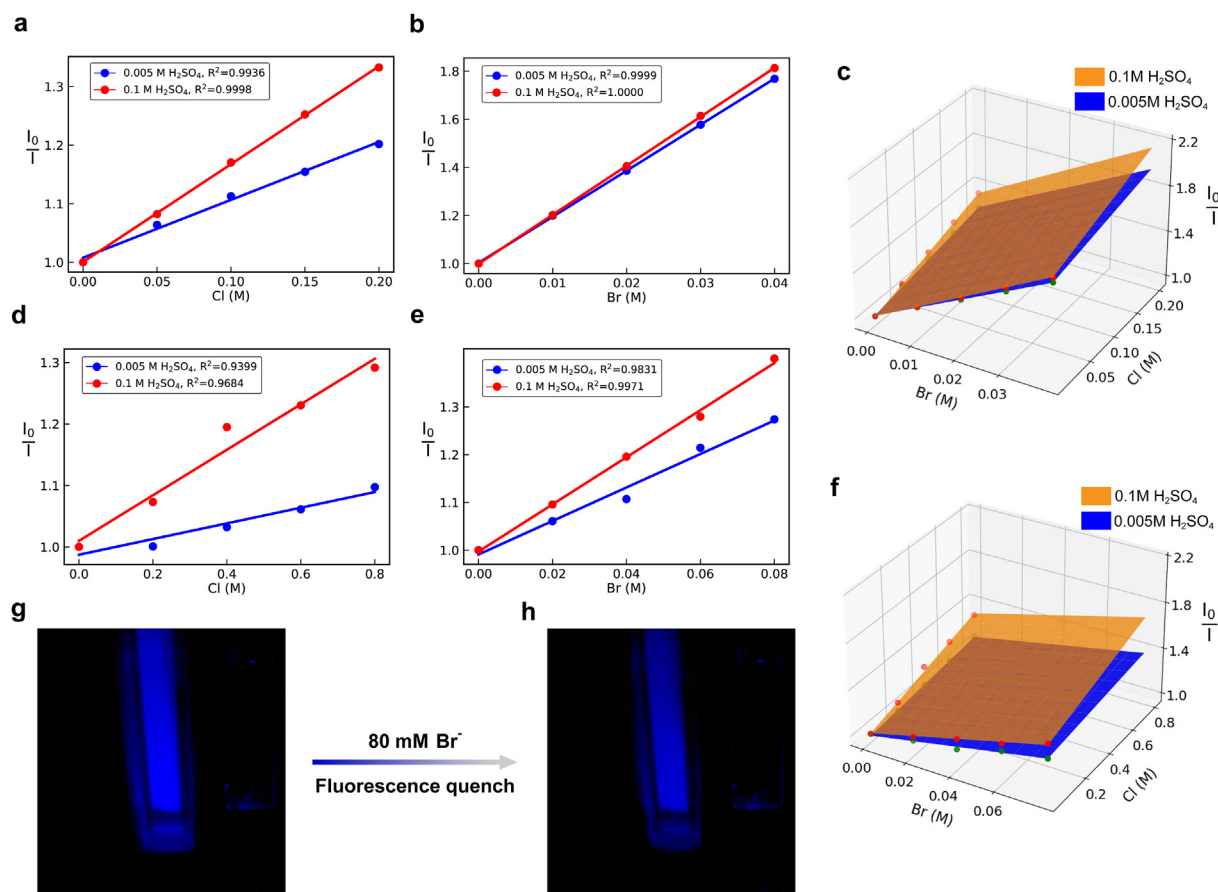 a
0.005 M H₂SO₄, R²=0.9936
0.1 M H₂SO₄, R²=0.9998
1.3
1.2
1.1
1.0
I₀
I
0.00 0.05 0.10 0.15 0.20
Cl (M)
b
0.005 M H₂SO₄, R²=0.9999
0.1 M H₂SO₄, R²=1.0000
1.8
1.6
1.4
1.2
1.0
I₀
I
0.00 0.01 0.02 0.03 0.04
Br (M)
c
0.1M H₂SO₄
0.005M H₂SO₄
2.2
1.8
1.4
1.0
I₀
I
0.00
0.01
0.02
0.03
Br (M)
0.05
0.10
0.15
0.20
Cl (M)
d
0.005 M H₂SO₄, R²=0.9399
0.1 M H₂SO₄, R²=0.9684
1.3
1.2
1.1
1.0
I₀
I
0.0 0.2 0.4 0.6 0.8
Cl (M)
e
0.005 M H₂SO₄, R²=0.9831
0.1 M H₂SO₄, R²=0.9971
1.3
1.2
1.1
1.0
I₀
I
0.00 0.02 0.04 0.06 0.08
Br (M)
f
0.1M H₂SO₄
0.005M H₂SO₄
2.2
1.8
1.4
1.0
I₀
I
0.00
0.02
0.04
0.06
Br (M)
0.2
0.4
0.6
0.8
Cl (M)
g
80 mM Br⁻
Fluorescence quench
h